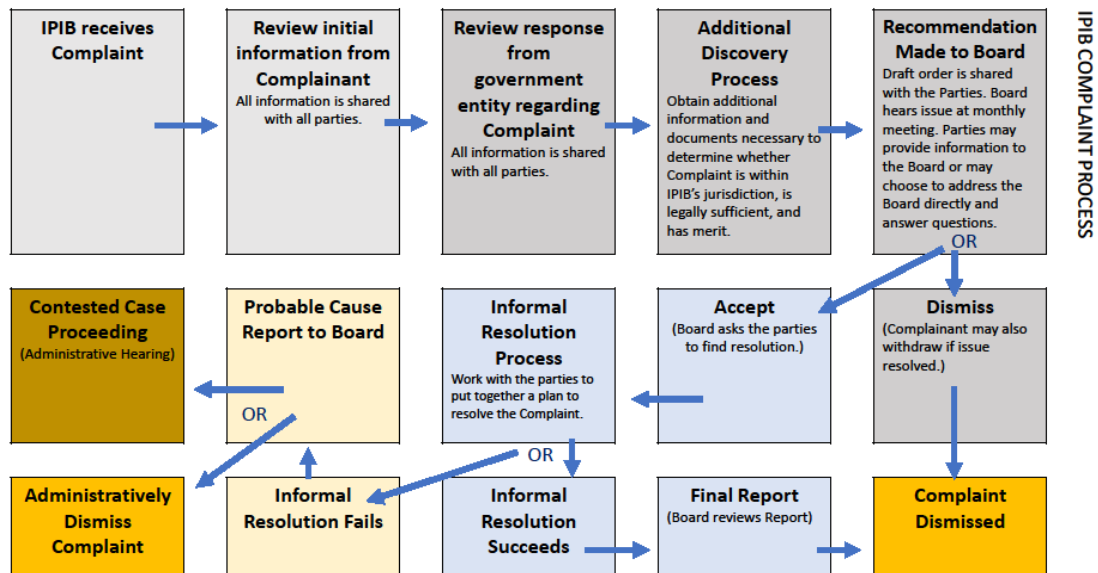 IPIB COMPLAINT PROCESS
IPIB receives
Complaint
Review initial
information from
Complainant
All information is shared
with all parties.
Review response
from
government
entity regarding
Complaint
All information is shared
with all parties.
Additional
Discovery
Process
Obtain additional
information and
documents necessary to
determine whether
Complaint is within
IPIB's jurisdiction, is
legally sufficient, and
has merit.
Recommendation
Made to Board
Draft order is shared
with the Parties. Board
hears issue at monthly
meeting. Parties may
provide information to
the Board or may
choose to address the
Board directly and
answer questions.
OR
Contested Case
Proceeding
(Administrative Hearing)
Probable Cause
Report to Board
OR
Informal
Resolution
Process
Work with the parties to
put together a plan to
resolve the Complaint.
OR
Accept
(Board asks the parties
to find resolution.)
Dismiss
(Complainant may also
withdraw if issue
resolved.)
Administratively
Dismiss
Complaint
Informal
Resolution Fails
Informal
Resolution
Succeeds
Final Report
(Board reviews Report)
Complaint
Dismissed